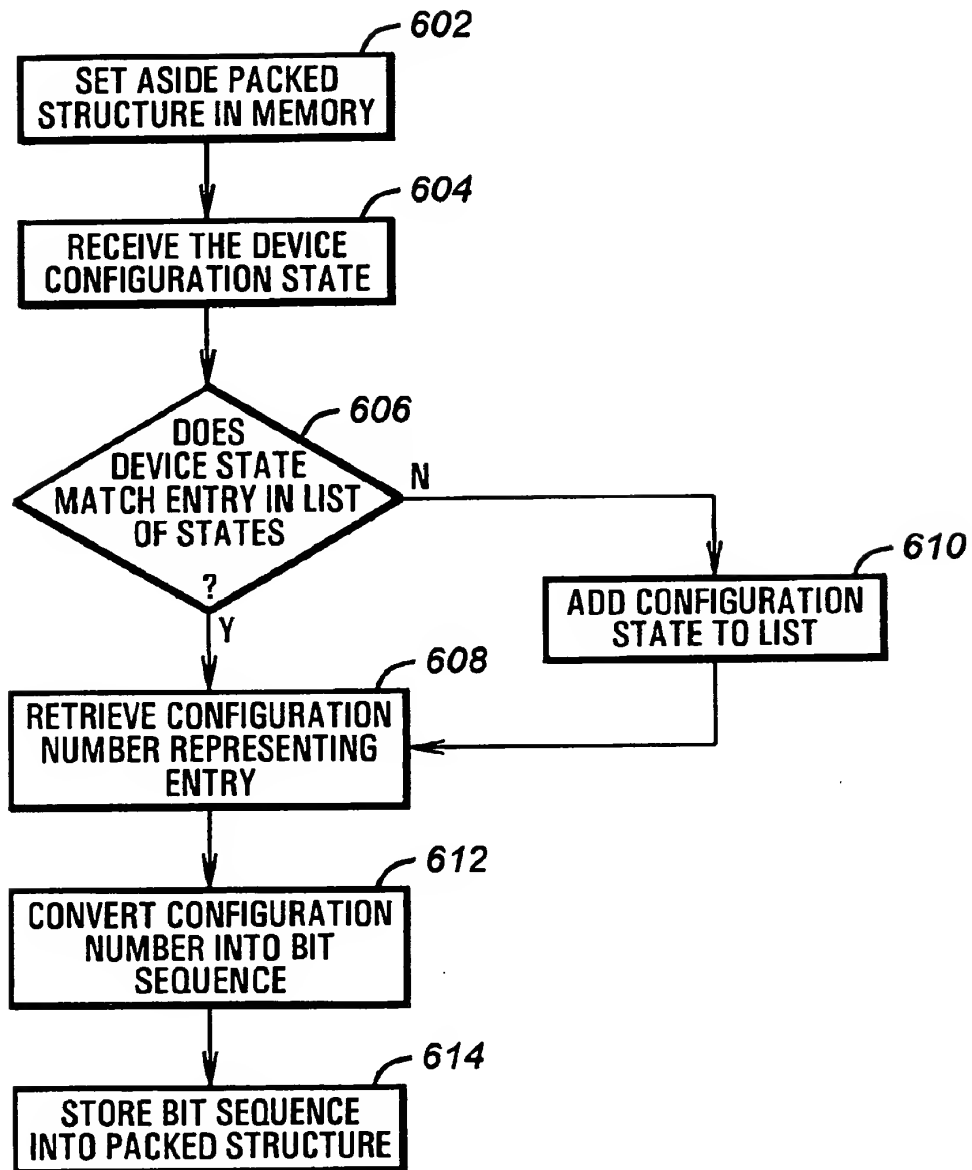 602
SET ASIDE PACKED
STRUCTURE IN MEMORY
604
RECEIVE THE DEVICE
CONFIGURATION STATE
606
DOES
DEVICE STATE
MATCH ENTRY IN LIST
OF STATES
?
N
Y
610
ADD CONFIGURATION
STATE TO LIST
608
RETRIEVE CONFIGURATION
NUMBER REPRESENTING
ENTRY
612
CONVERT CONFIGURATION
NUMBER INTO BIT
SEQUENCE
614
STORE BIT SEQUENCE
INTO PACKED STRUCTURE